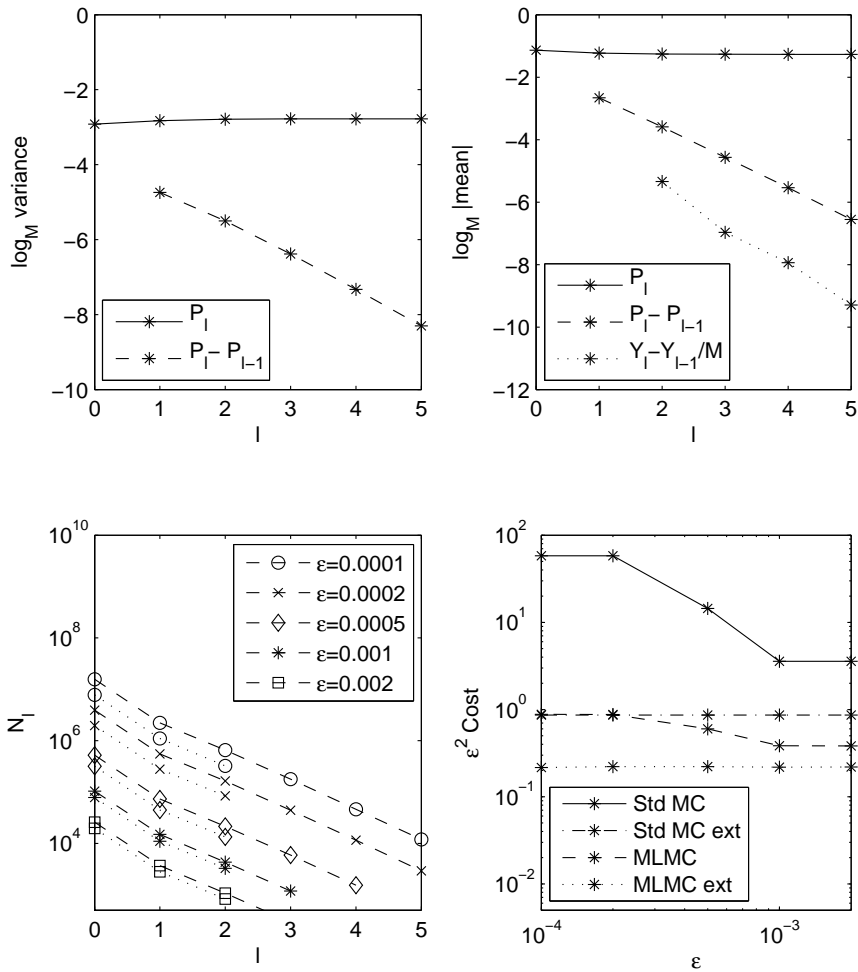 0
−2
−4
−6
−8
−10
log_M variance
0 1 2 3 4 5
l
P_l
P_l− P_{l−1}
0
−2
−4
−6
−8
−10
−12
log_M |mean|
0 1 2 3 4 5
l
P_l
P_l− P_{l−1}
Y_l−Y_{l−1}/M
10^10
10^8
10^6
10^4
N_l
0 1 2 3 4 5
l
ε=0.0001
ε=0.0002
ε=0.0005
ε=0.001
ε=0.002
10^2
10^1
10^0
10^−1
10^−2
ε^2 Cost
10^−4 10^−3
ε
Std MC
Std MC ext
MLMC
MLMC ext